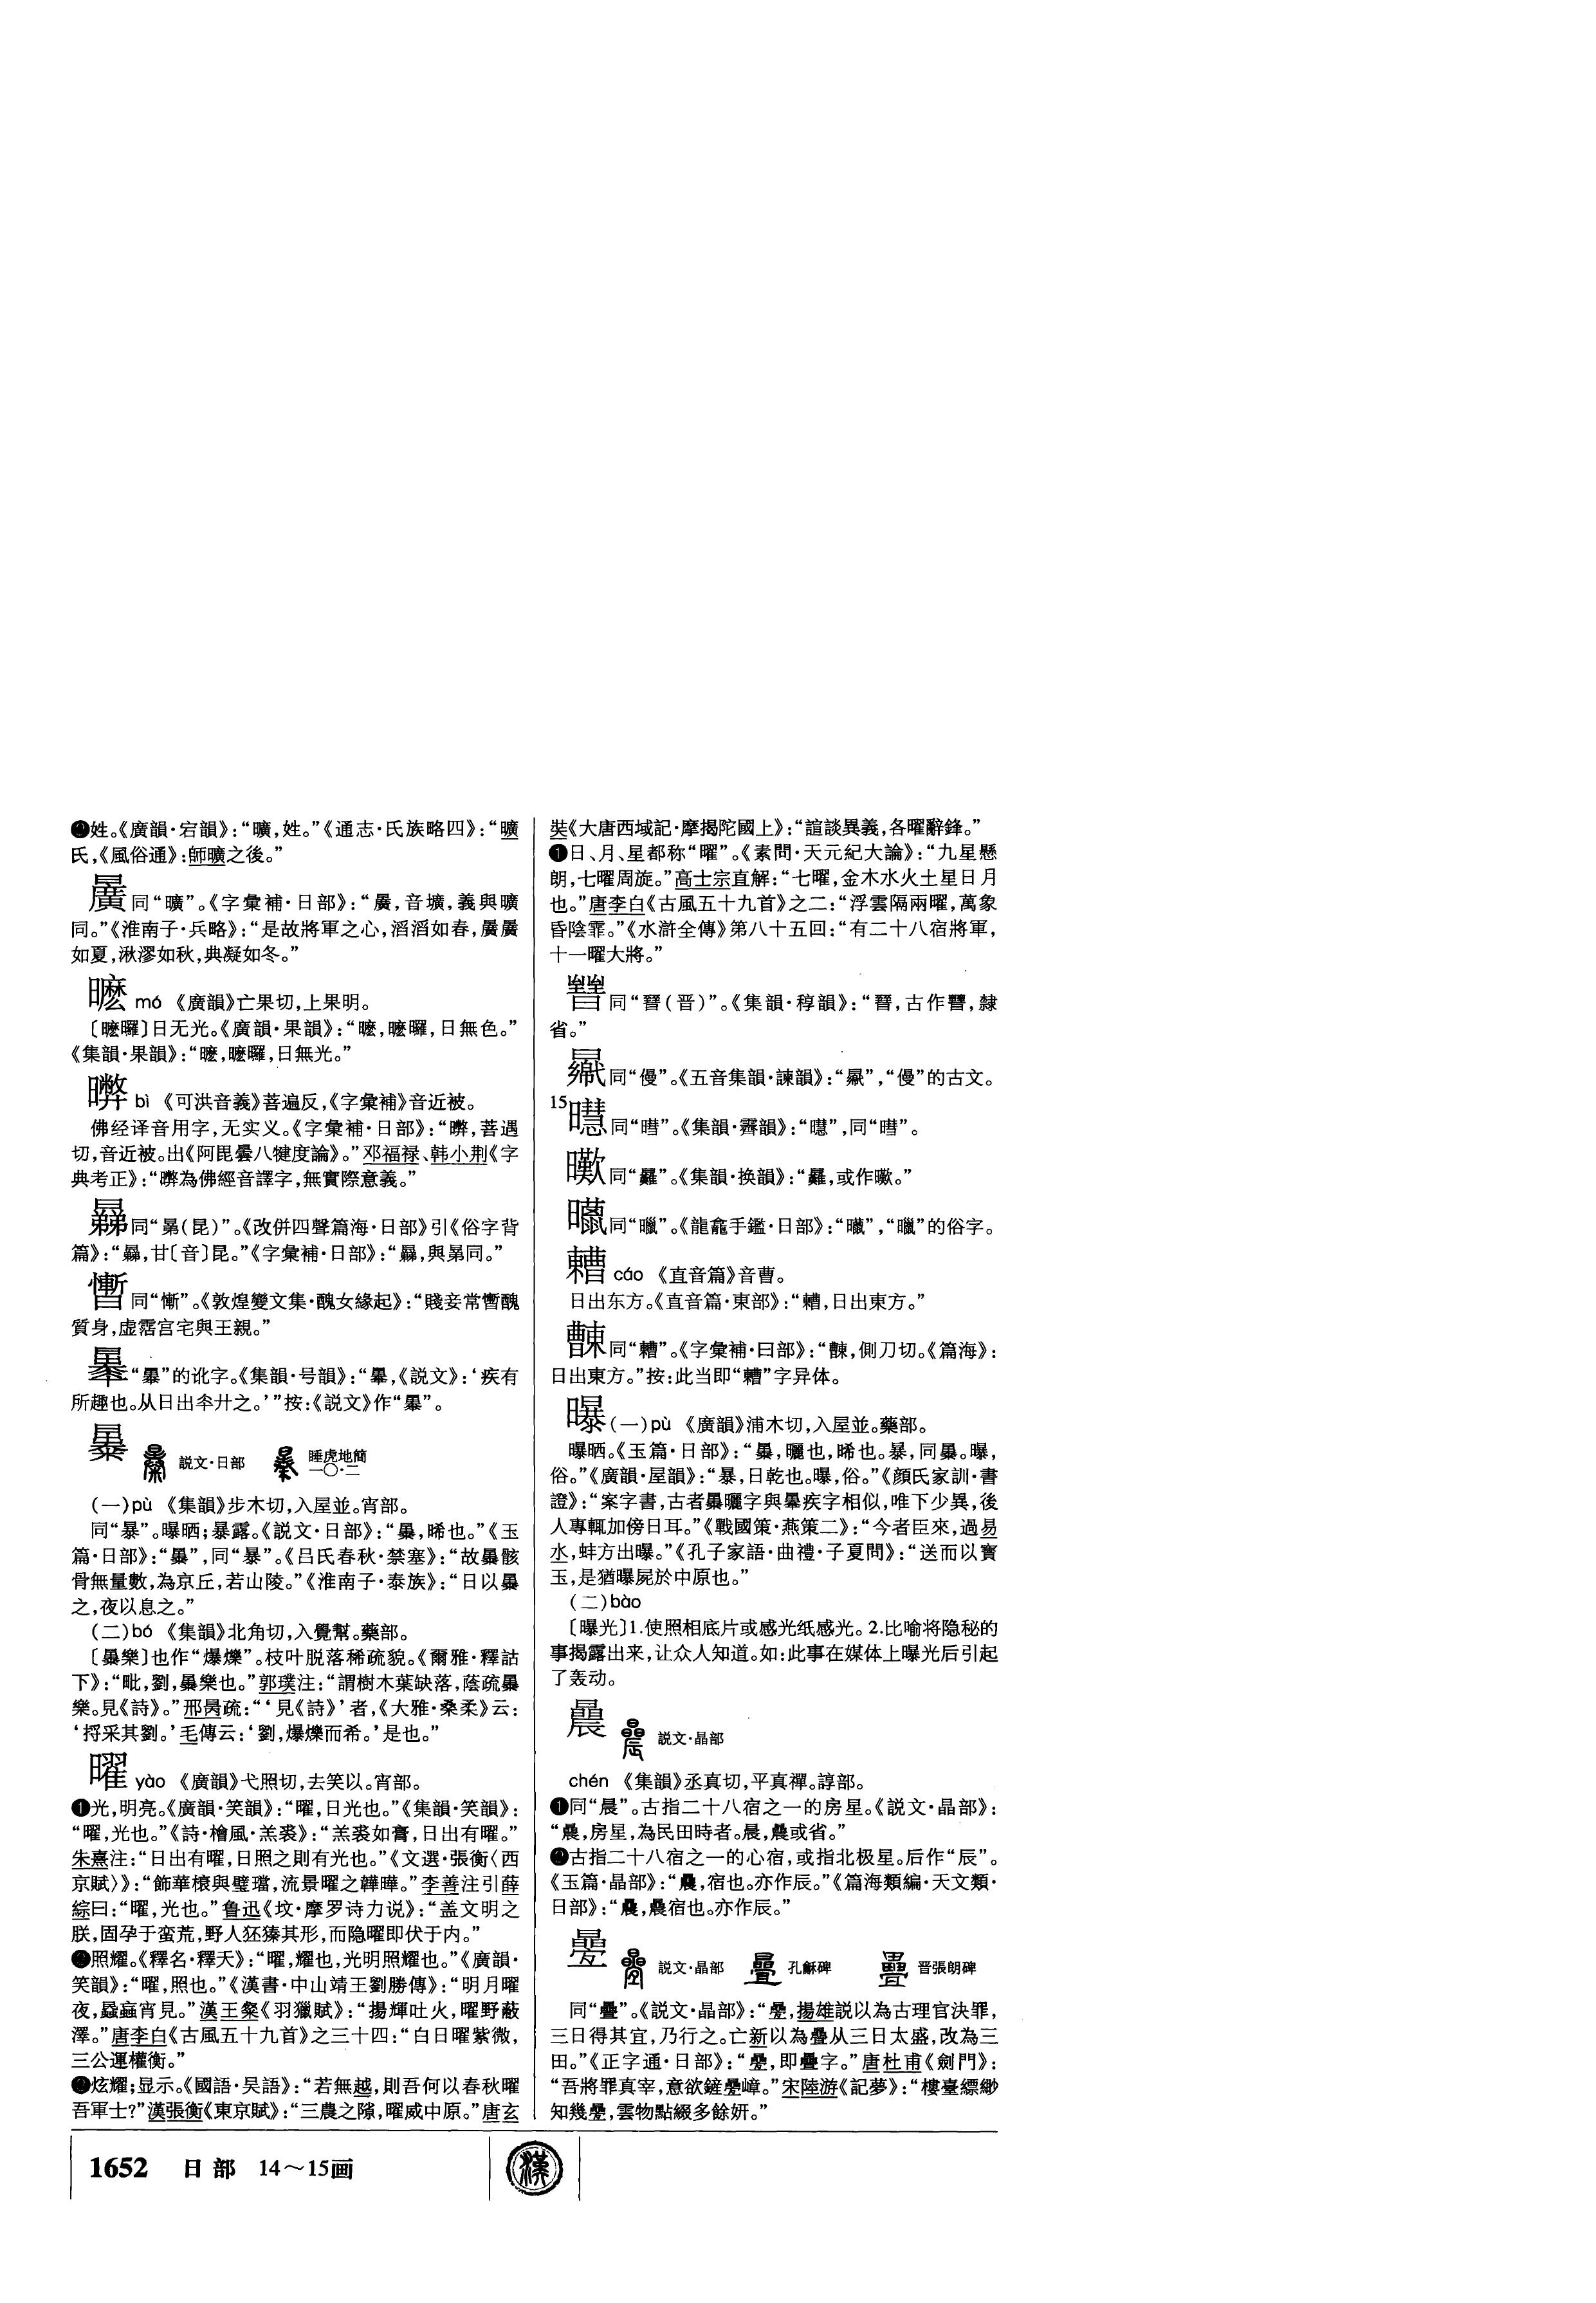 ❷姓。《廣韻·宕韻》：“曠，姓。”《通志·氏族略四》：“曠
氏，《風俗通》：師曠之後。”
同“曠”。《字彙補·日部》：“，音壙，義與曠
同。”《淮南子·兵略》：“是故將軍之心，滔滔如春，
如夏，湫漻如秋，典凝如冬。”
mó 《廣韻》亡果切，上果明。
〔曬〕日无光。《廣韻·果韻》：“，日無色。”
《集韻·果韻》：“，日無光。”
bì 《可洪音義》菩遍反，《字彙補》音近被。
佛经译音用字，无实义。《字彙補·日部》：“，菩遇
切，音近被。出《阿毘曇八犍度論》。”邓福禄、韩小荆《字
典考正》：“為佛經音譯字，無實際意義。”
同“晜（昆）”。《改併四聲篇海·日部》引《俗字背
篇》：“，甘〔音〕昆。”《字彙補·日部》：“，與晜同。”
同“慚”。《敦煌變文集·醜女緣起》：“賤妾常醜
質身，虚霑宫宅與王親。”
“㬥”的讹字。《集韻·号韻》：“，《説文》：‘疾有
所趣也。从日出夲廾之。’”按：《説文》作“㬥”。
説文·日部 睡虎地簡一〇·二
（一）pù 《集韻》步木切，入屋並。宵部。
同“暴”。曝晒；暴露。《説文·日部》：“㬥，晞也。”《玉
篇·日部》：“㬥”，同“暴”。《吕氏春秋·禁塞》：“故㬥骸
骨無量數，為京丘，若山陵。”《淮南子·泰族》：“日以㬥
之，夜以息之。”
（二）bó 《集韻》北角切，入覺幫。藥部。
〔㬥樂〕也作“爆爍”。枝叶脱落稀疏貌。《爾雅·釋詁
下》：“毗，劉，㬥樂也。”郭璞注：“謂樹木葉缺落，蔭疏㬥
樂。見《詩》。”邢昺疏：“‘見《詩》’者，《大雅·桑柔》云：
‘捋采其劉。’毛傳云：‘劉，爆爍而希。’是也。”
曜 yào 《廣韻》弋照切，去笑以。宵部。
❶光，明亮。《廣韻·笑韻》：“曜，日光也。”《集韻·笑韻》：
“曜，光也。”《詩·檜風·羔裘》：“羔裘如膏，日出有曜。”
朱熹注：“日出有曜，日照之則有光也。”《文選·張衡〈西
京賦〉》：“飾華榱與璧璫，流景曜之韡曄。”李善注引薛
綜曰：“曜，光也。”鲁迅《坟·摩罗诗力说》：“盖文明之
朕，固孕于蛮荒，野人狉獉其形，而隐曜即伏于内。”
❷照耀。《釋名·釋天》：“曜，耀也，光明照耀也。”《廣韻·
笑韻》：“曜，照也。”《漢書·中山靖王劉勝傳》：“明月曜
夜，蟁蝱宵見。”漢王粲《羽獵賦》：“揚輝吐火，曜野蔽
澤。”唐李白《古風五十九首》之三十四：“白日曜紫微，
三公運權衡。”
❸炫耀；显示。《國語·吴語》：“若無越，則吾何以春秋曜
吾軍士？”漢張衡《東京賦》：“三農之隙，曜威中原。”唐玄
奘《大唐西域記·摩揭陀國上》：“諠談異義，各曜辭鋒。”
❹日、月、星都称“曜”。《素問·天元紀大論》：“九星懸
朗，七曜周旋。”高士宗直解：“七曜，金木水火土星日月
也。”唐李白《古風五十九首》之二：“浮雲隔兩曜，萬象
昏陰霏。”《水滸全傳》第八十五回：“有二十八宿將軍，
十一曜大將。”
同“晉（晋）”。《集韻·稕韻》：“晉，古作，隸
省。”
同“傻”。《五音集韻·諫韻》：“”，“傻”的古文。
15
同“暳”。《集韻·霽韻》：“”，同“暳”。
同“”。《集韻·换韻》：“，或作。”
同“曦”。《龍龕手鑑·日部》：“”，“”的俗字。
cáo 《直音篇》音曹。
日出东方。《直音篇·東部》：“，日出東方。”
同“”。《字彙補·曰部》：“，側刀切。《篇海》：
日出東方。”按：此当即“”字异体。
曝（一）pù 《廣韻》浦木切，入屋並。藥部。
曝晒。《玉篇·日部》：“㬥，曬也，晞也。暴，同㬥。曝，
俗。”《廣韻·屋韻》：“暴，日乾也。曝，俗。”《顔氏家訓·書
證》：“案字書，古者㬥曬字與㬥疾字相似，唯下少異，後
人專輒加傍日耳。”《戰國策·燕策二》：“今者臣來，過易
水，蚌方出曝。”《孔子家語·曲禮·子夏問》：“送而以寶
玉，是猶曝屍於中原也。”
（二）bào
〔曝光〕1.使照相底片或感光纸感光。2.比喻将隐秘的
事揭露出来，让众人知道。如：此事在媒体上曝光后引起
了轰动。
曟 説文·晶部
chén 《集韻》丞真切，平真禪。諄部。
❶同“晨”。古指二十八宿之一的房星。《説文·晶部》：
“曟，房星，為民田時者。晨，曟或省。”
❷古指二十八宿之一的心宿，或指北极星。后作“辰”。
《玉篇·晶部》：“曟，宿也。亦作辰。”《篇海類編·天文類·
日部》：“曟，曟宿也。亦作辰。”
曡 説文·晶部 孔龢碑 晉張朗碑
同“疊”。《説文·晶部》：“曡，揚雄説以為古理官決罪，
三日得其宜，乃行之。亡新以為曡从三日太盛，改為三
田。”《正字通·日部》：“曡，即疊字。”唐杜甫《劍門》：
“吾將罪真宰，意欲鏟曡嶂。”宋陸游《記夢》：“樓臺縹緲
知幾曡，雲物點綴多餘妍。”
1652 日部 14～15画
漢